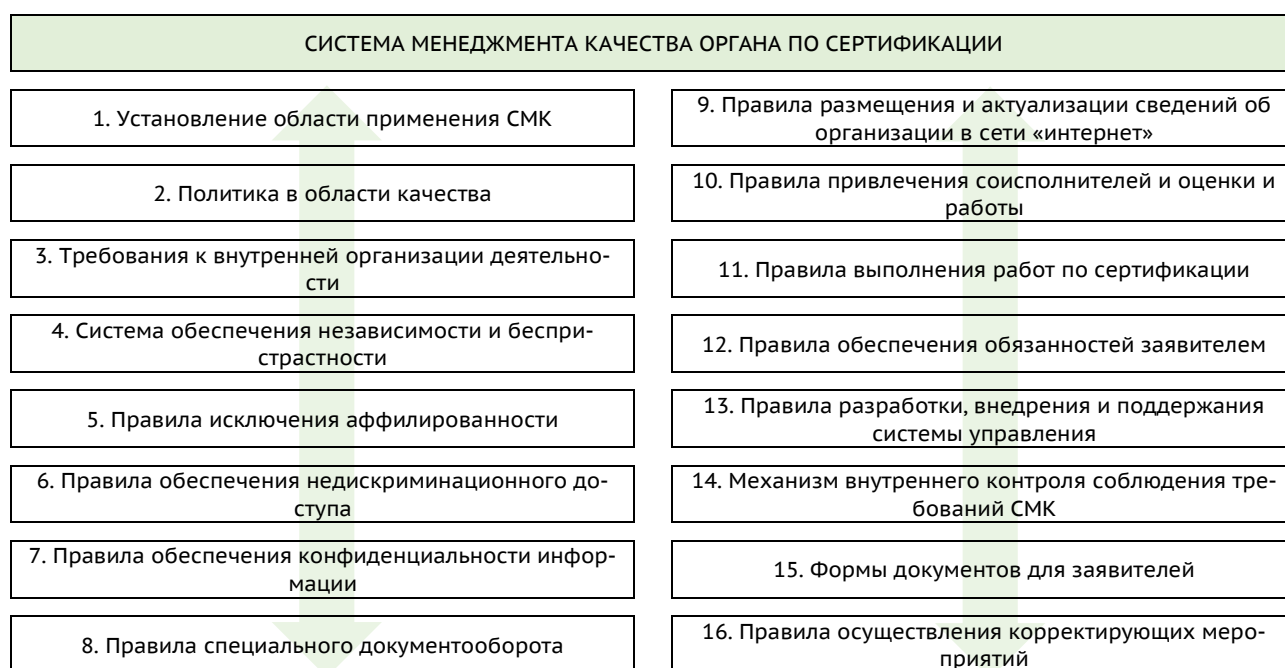 СИСТЕМА МЕНЕДЖМЕНТА КАЧЕСТВА ОРГАНА ПО СЕРТИФИКАЦИИ
1. Установление области применения СМК
2. Политика в области качества
3. Требования к внутренней организации деятельно-
сти
4. Система обеспечения независимости и беспри-
страстности
5. Правила исключения аффилированности
6. Правила обеспечения недискриминационного до-
ступа
7. Правила обеспечения конфиденциальности инфор-
мации
8. Правила специального документооборота
9. Правила размещения и актуализации сведений об
организации в сети «интернет»
10. Правила привлечения соисполнителей и оценки и
работы
11. Правила выполнения работ по сертификации
12. Правила обеспечения обязанностей заявителем
13. Правила разработки, внедрения и поддержания
системы управления
14. Механизм внутреннего контроля соблюдения тре-
бований СМК
15. Формы документов для заявителей
16. Правила осуществления корректирующих меро-
приятий